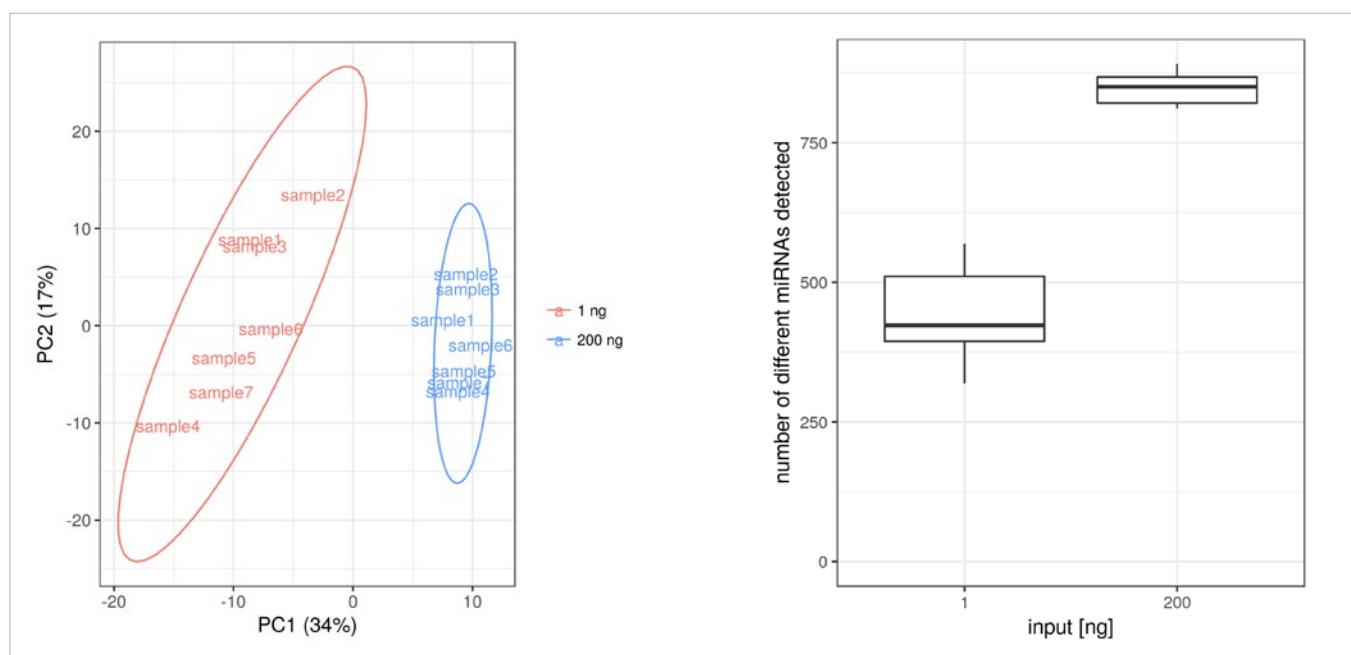 20
10
0
-10
-20
PC2 (17%)
sample2
sample1
sample3
sample6
sample5
sample7
sample4
sample2
sample3
sample1
sample6
sample5
sample7
sample4
-20 -10 0 10
PC1 (34%)
a 1 ng
a 200 ng
number of different miRNAs detected
750
500
250
0
1 200
input [ng]